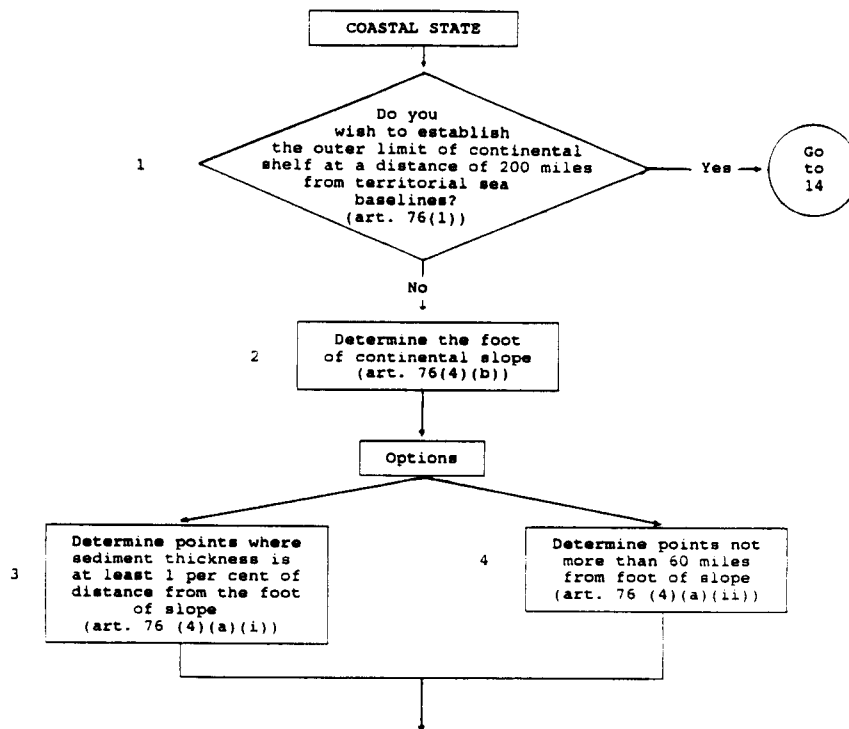 COASTAL STATE
1
Do you
wish to establish
the outer limit of continental
shelf at a distance of 200 miles
from territorial sea
baselines?
(art. 76(1))
Yes
Go
to
14
No
2
Determine the foot
of continental slope
(art. 76(4)(b))
Options
3
Determine points where
sediment thickness is
at least 1 per cent of
distance from the foot
of slope
(art. 76 (4)(a)(i))
4
Determine points not
more than 60 miles
from foot of slope
(art. 76 (4)(a)(ii))